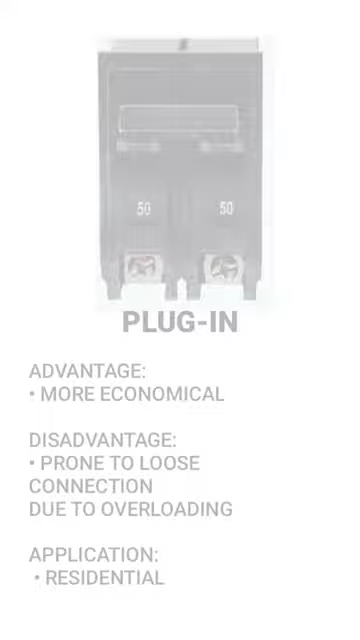 50 50
PLUG-IN
ADVANTAGE:
• MORE ECONOMICAL
DISADVANTAGE:
• PRONE TO LOOSE
CONNECTION
DUE TO OVERLOADING
APPLICATION:
• RESIDENTIAL